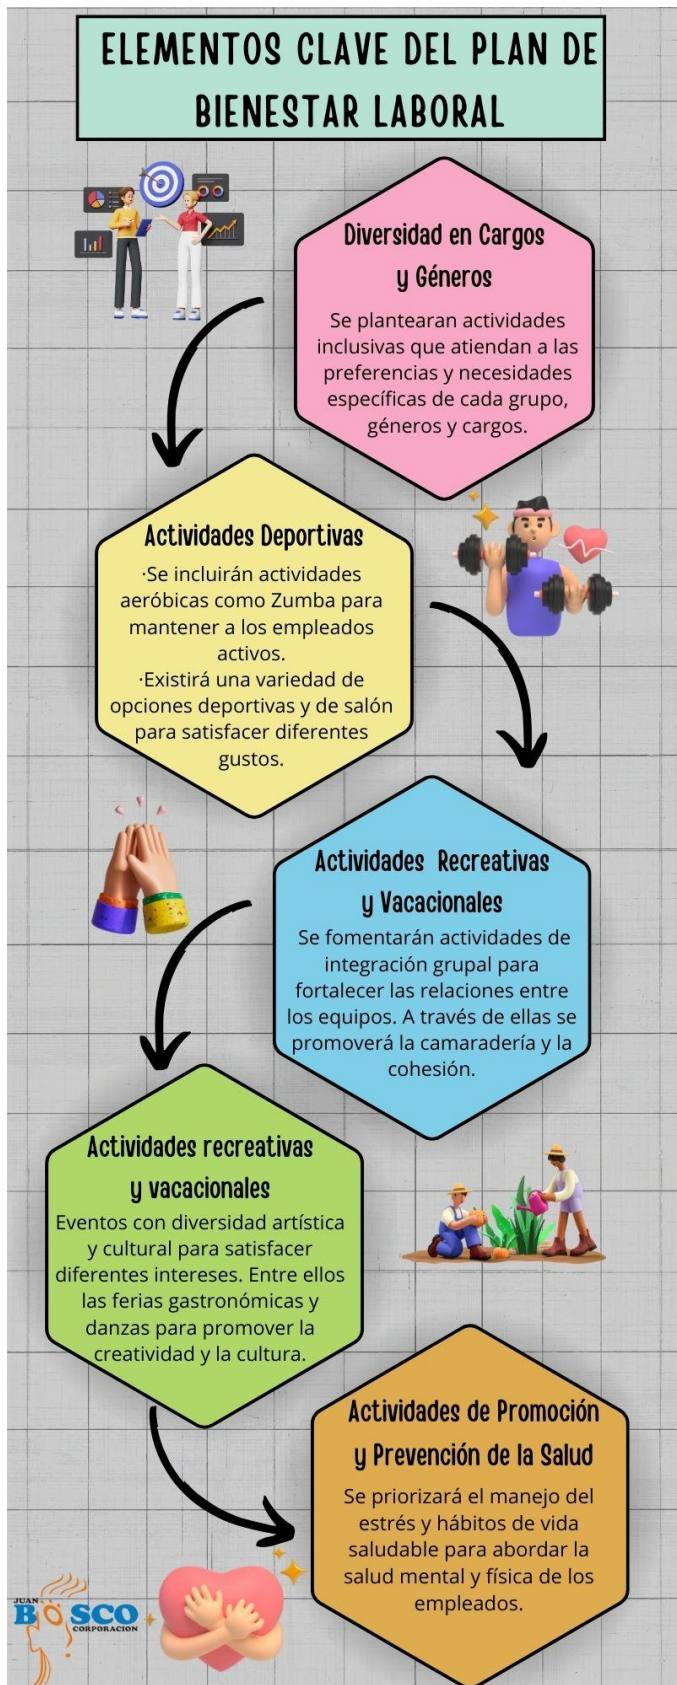 ELEMENTOS CLAVE DEL PLAN DE
BIENESTAR LABORAL
Diversidad en Cargos
y Géneros
Se plantearan actividades
inclusivas que atiendan a las
preferencias y necesidades
específicas de cada grupo,
géneros y cargos.
Actividades Deportivas
·Se incluirán actividades
aeróbicas como Zumba para
mantener a los empleados
activos.
·Existirá una variedad de
opciones deportivas y de salón
para satisfacer diferentes
gustos.
Actividades Recreativas
y Vacacionales
Se fomentarán actividades de
integración grupal para
fortalecer las relaciones entre
los equipos. A través de ellas se
promoverá la camaradería y la
cohesión.
Actividades recreativas
y vacacionales
Eventos con diversidad artística
y cultural para satisfacer
diferentes intereses. Entre ellos
las ferias gastronómicas y
danzas para promover la
creatividad y la cultura.
Actividades de Promoción
y Prevención de la Salud
Se priorizará el manejo del
estrés y hábitos de vida
saludable para abordar la
salud mental y física de los
empleados.
JUAN
BOSCO
CORPORACION